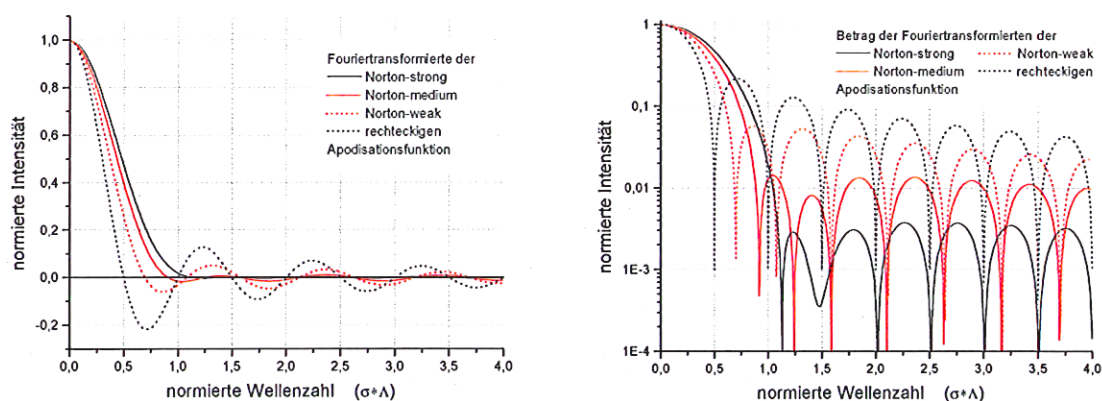 Fouriertransformierte der
Norton-strong
Norton-medium
Norton-weak
rechteckigen
Apodisationsfunktion
normierte Intensität
1,0
0,8
0,6
0,4
0,2
0,0
-0,2
0,0 0,5 1,0 1,5 2,0 2,5 3,0 3,5 4,0
normierte Wellenzahl (σ*Λ)
Betrag der Fouriertransformierten der
Norton-strong Norton-weak
Norton-medium rechteckigen
Apodisationsfunktion
normierte Intensität
1
0,1
0,01
1E-3
1E-4
0,0 0,5 1,0 1,5 2,0 2,5 3,0 3,5 4,0
normierte Wellenzahl (σ*Λ)